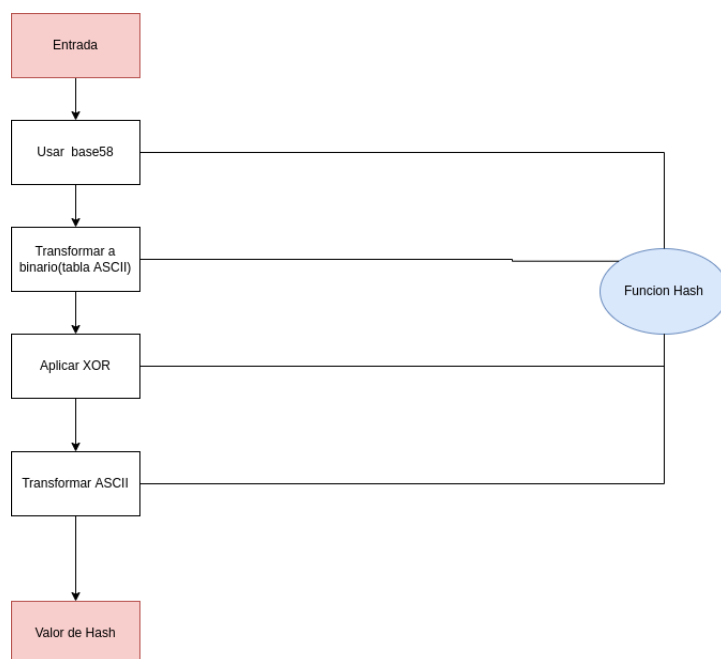 Entrada
Usar base58
Transformar a
binario(tabla ASCII)
Funcion Hash
Aplicar XOR
Transformar ASCII
Valor de Hash